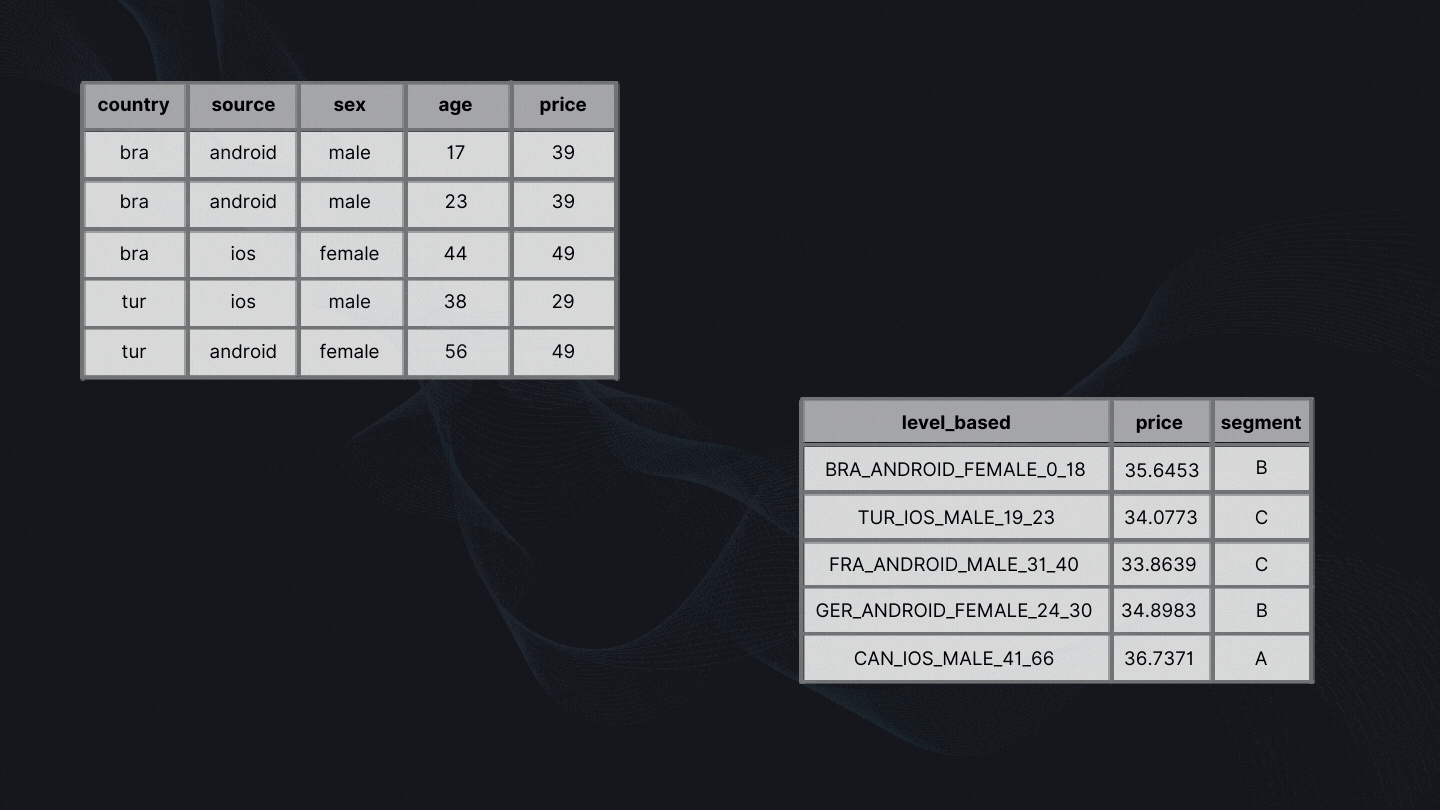 country source sex age price
bra android male 17 39
bra android male 23 39
bra ios female 44 49
tur ios male 38 29
tur android female 56 49
level_based price segment
BRA_ANDROID_FEMALE_0_18 35.6453 B
TUR_IOS_MALE_19_23 34.0773 C
FRA_ANDROID_MALE_31_40 33.8639 C
GER_ANDROID_FEMALE_24_30 34.8983 B
CAN_IOS_MALE_41_66 36.7371 A